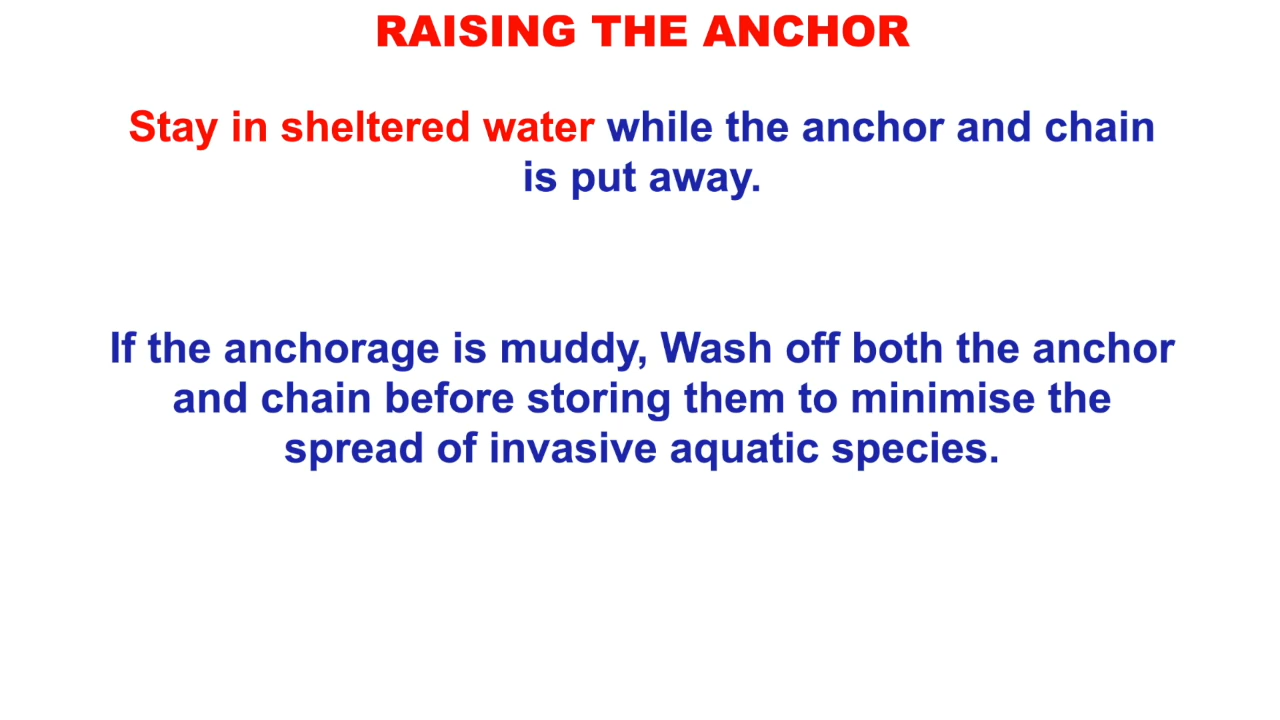 RAISING THE ANCHOR
Stay in sheltered water while the anchor and chain
is put away.
If the anchorage is muddy, Wash off both the anchor
and chain before storing them to minimise the
spread of invasive aquatic species.